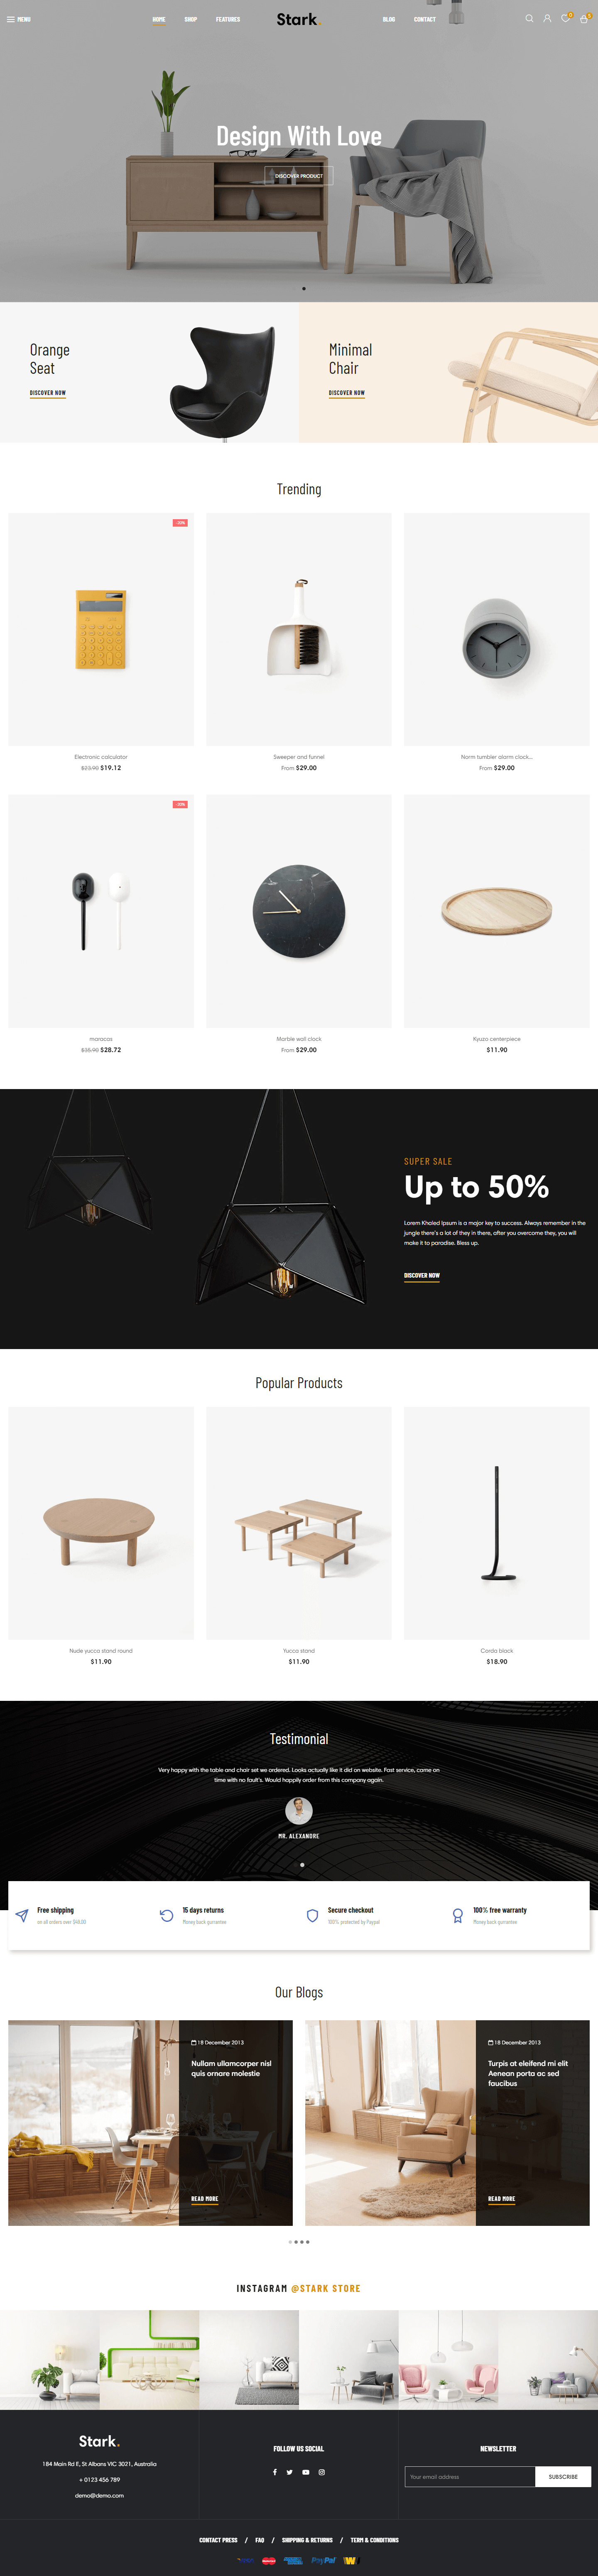 MENU
HOME
SHOP
FEATURES
Stark.
BLOG
CONTACT
0
Design With Love
DISCOVER PRODUCT
Orange
Seat
DISCOVER NOW
Minimal
Chair
DISCOVER NOW
Trending
-20%
Electronic calculator
$23.90 $19.12
Sweeper and funnel
From $29.00
Norm tumbler alarm clock...
From $29.00
-20%
maracas
$35.90 $28.72
Marble wall clock
From $29.00
Kyuzo centerpiece
$11.90
SUPER SALE
Up to 50%
Lorem Khaled Ipsum is a major key to success. Always remember in the
jungle there's a lot of they in there, after you overcome they, you will
make it to paradise. Bless up.
DISCOVER NOW
Popular Products
Nude yucca stand round
$11.90
Yucca stand
$11.90
Cordo black
$18.90
Testimonial
Very happy with the table and chair set we ordered. Looks actually like it did on website. Fast service, came on
time with no fault's. Would happily order from this company again.
MR. ALEXANDRE
Free shipping
on all orders over $49.00
15 days returns
Money back guarantee
Secure checkout
100% protected by Paypal
100% free warranty
Money back guarantee
Our Blogs
18 December 2013
Nullam ullamcorper nisl
quis ornare molestie
READ MORE
18 December 2013
Turpis at eleifend mi elit
Aenean porta ac sed
faucibus
READ MORE
INSTAGRAM @STARK STORE
Stark.
184 Main Rd E, St Albans VIC 3021, Australia
+ 0123 456 789
demo@demo.com
FOLLOW US SOCIAL
NEWSLETTER
Your email address
SUBSCRIBE
CONTACT PRESS / FAQ / SHIPPING & RETURNS / TERM & CONDITIONS
PayPal